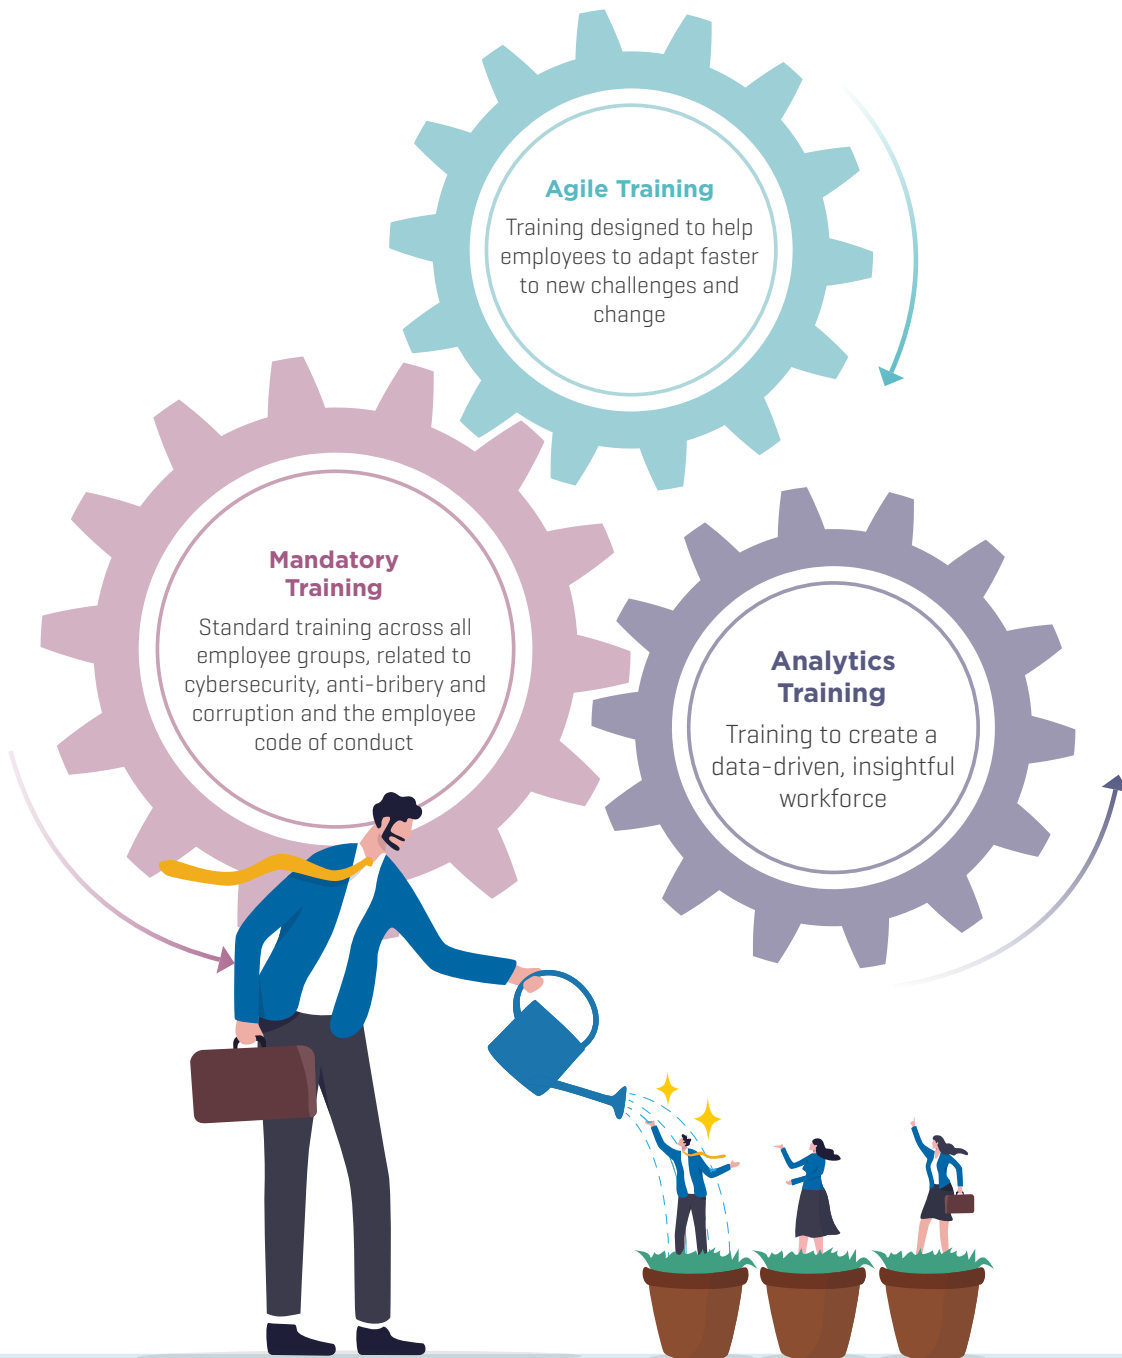 Agile Training
Training designed to help
employees to adapt faster
to new challenges and
change
Mandatory
Training
Standard training across all
employee groups, related to
cybersecurity, anti-bribery and
corruption and the employee
code of conduct
Analytics
Training
Training to create a
data-driven, insightful
workforce